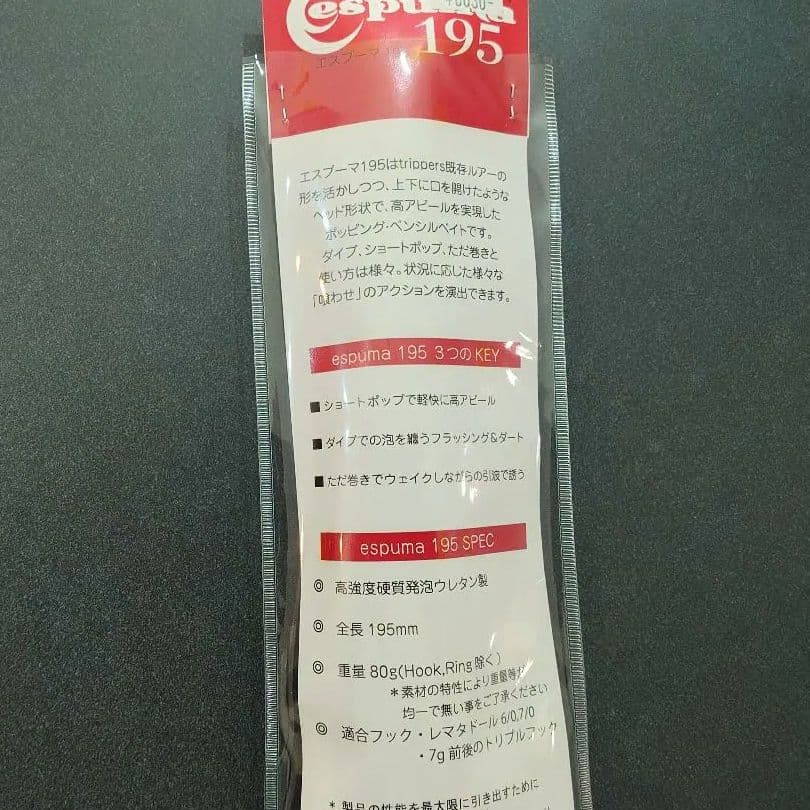 espuma
195
エスプーマ
エスプーマ195はtrippers既存ルアーの
形を活かしつつ、上下に口を開けたような
ヘッド形状で、高アピールを実現した
ポッピング・ペンシルベイトです。
ダイブ、ショートポップ、ただ巻きと
使い方は様々。状況に応じた様々な
「喰わせ」のアクションを演出できます。
espuma 195 3つのKEY
■ショートポップで軽快に高アピール
■ダイブでの泡を纏うフラッシング&ダート
■ただ巻きでウェイクしながらの引波で誘う
espuma 195 SPEC
◎ 高強度硬質発泡ウレタン製
◎ 全長 195mm
◎ 重量 80g(Hook,Ring 除く)
*素材の特性により重量等が
均一で無い事をご了承ください
◎ 適合フック・レマタドール 6/0,7/0
・7g 前後のトリプルフック
* 製品の性能を最大限に引き出すために